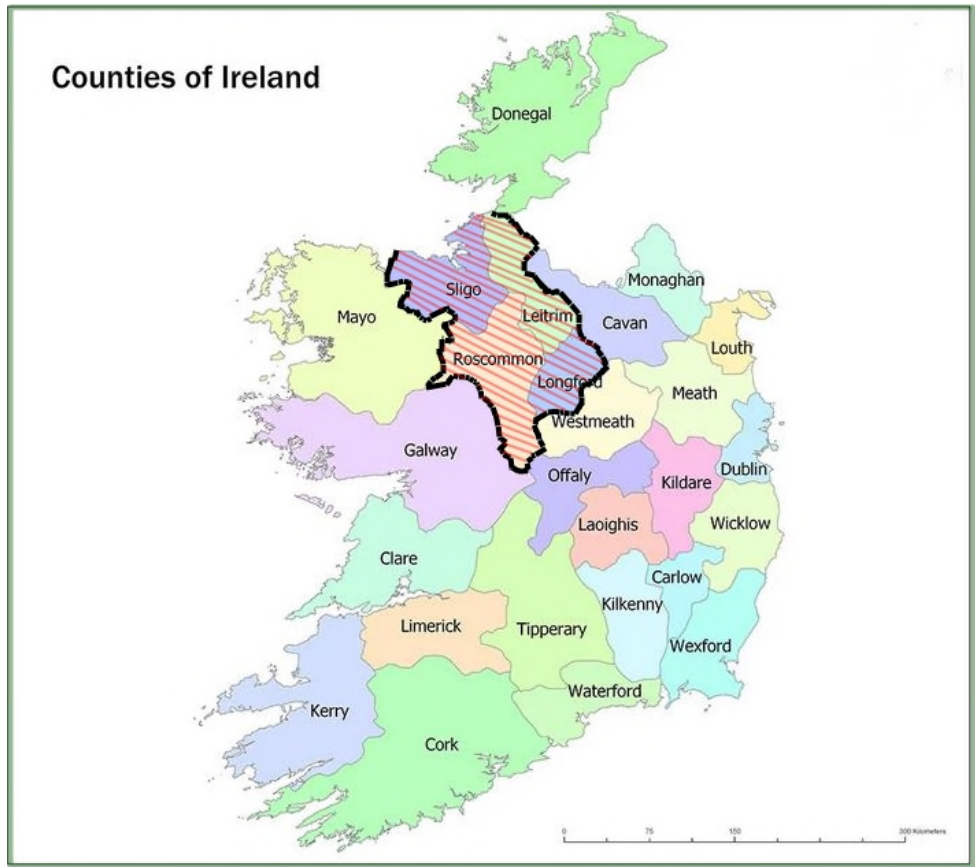 Counties of Ireland
Donegal
Monaghan
Sligo
Leitrim
Cavan
Mayo
Louth
Roscommon
Longford
Meath
Westmeath
Galway
Dublin
Offaly
Kildare
Laoighis
Wicklow
Clare
Carlow
Kilkenny
Limerick
Tipperary
Wexford
Waterford
Kerry
Cork
0 75 150 300 Kilometers